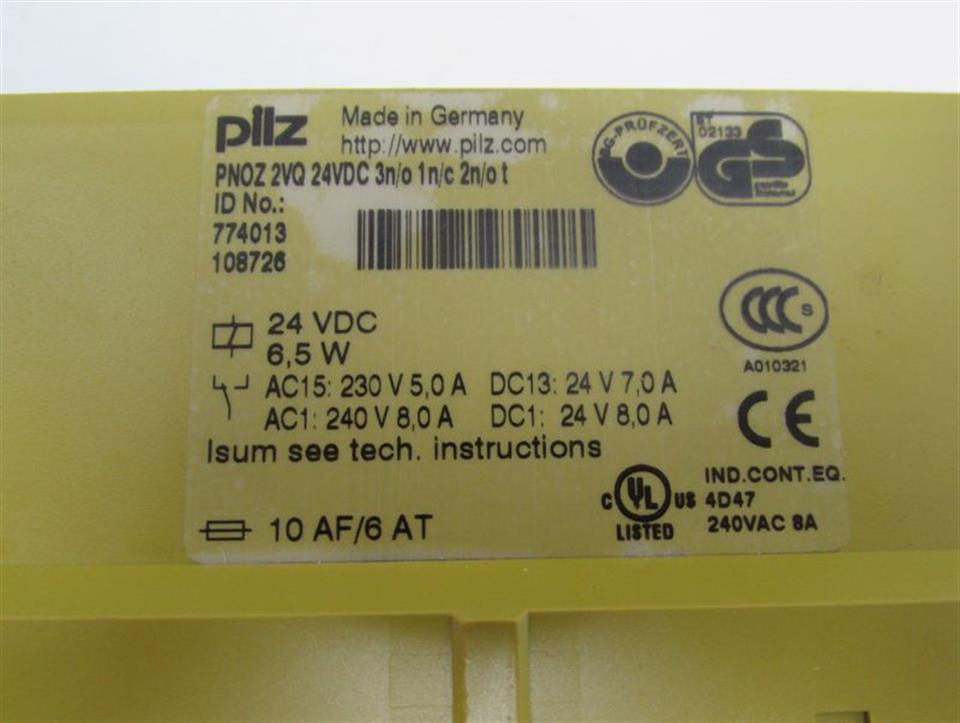 pilz
Made in Germany
http://www.pilz.com
PNOZ 2VQ 24VDC 3n/o 1n/c 2n/o t
ID No.:
774013
108726
BG-PRÜFZERT
ET
02133
GS
CCC S
A010321
24 VDC
6,5 W
AC15: 230 V 5,0 A DC13: 24 V 7,0 A
AC1: 240 V 8,0 A DC1: 24 V 8,0 A
CE
Isum see tech. instructions
C UL US
LISTED
IND.CONT.EQ.
4D47
240VAC 8A
10 AF/6 AT